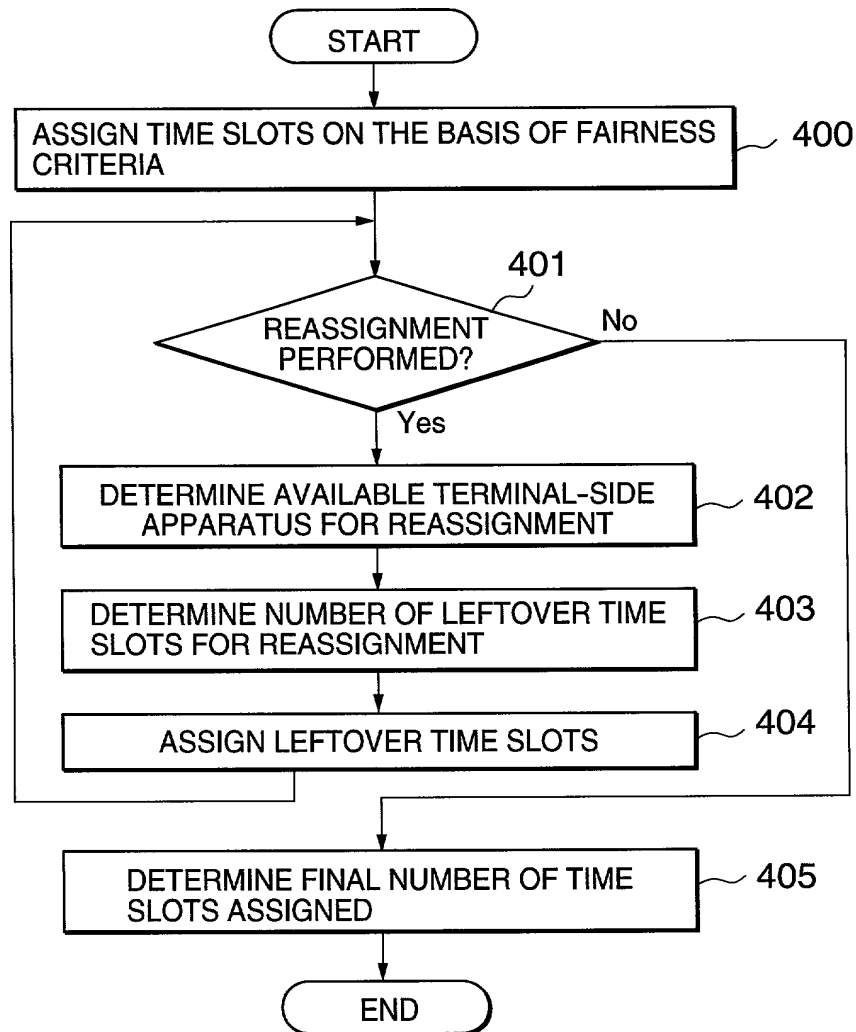 START
ASSIGN TIME SLOTS ON THE BASIS OF FAIRNESS
CRITERIA
400
401
REASSIGNMENT
PERFORMED?
No
Yes
DETERMINE AVAILABLE TERMINAL-SIDE
APPARATUS FOR REASSIGNMENT
402
DETERMINE NUMBER OF LEFTOVER TIME
SLOTS FOR REASSIGNMENT
403
ASSIGN LEFTOVER TIME SLOTS
404
DETERMINE FINAL NUMBER OF TIME
SLOTS ASSIGNED
405
END